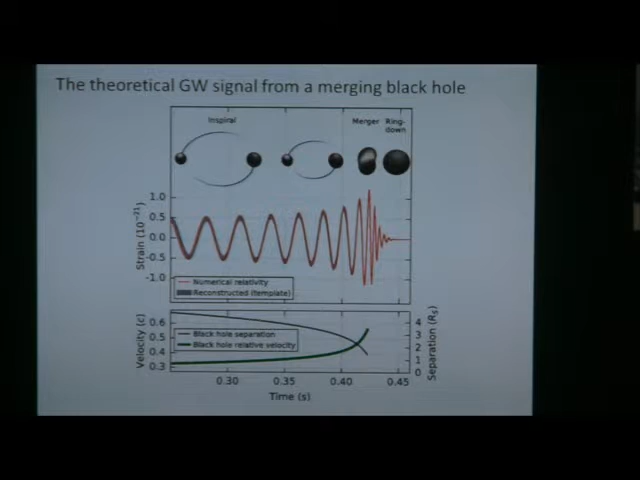 The theoretical GW signal from a merging black hole
Inspiral
Merger Ring-
down
1.0
0.5
0.0
-0.5
-1.0
Strain (10⁻²¹)
Numerical relativity
Reconstructed (template)
0.6
0.5
0.4
0.3
Velocity (c)
Black hole separation
Black hole relative velocity
4
3
2
1
0
Separation (Rₛ)
0.30 0.35 0.40 0.45
Time (s)